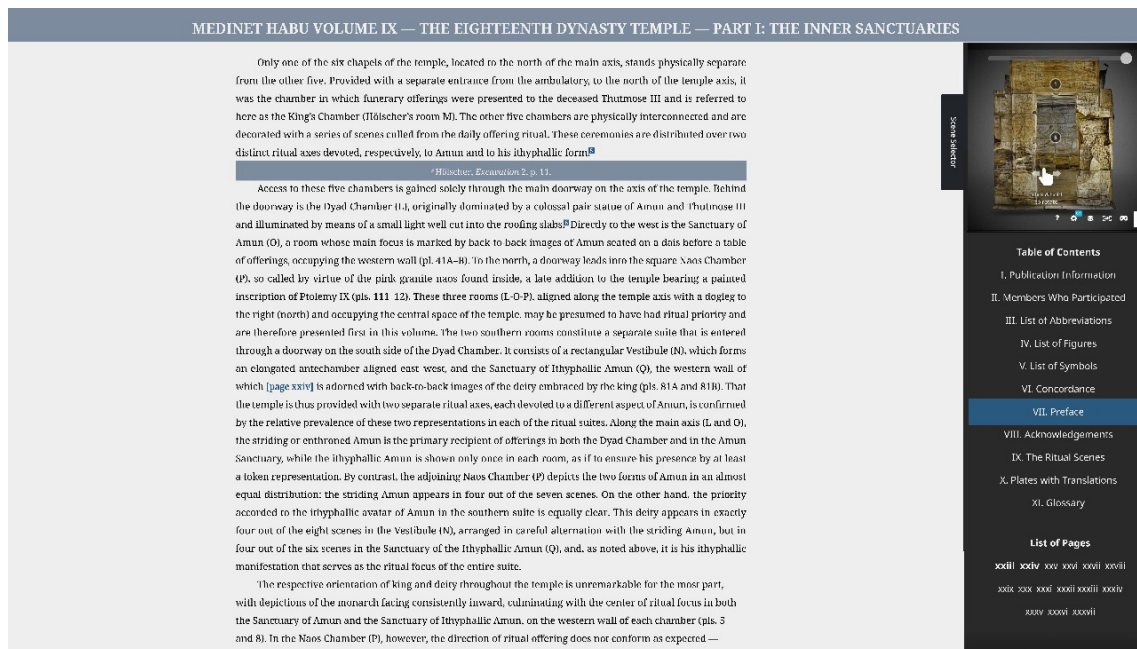 MEDINET HABU VOLUME IX — THE EIGHTEENTH DYNASTY TEMPLE — PART I: THE INNER SANCTUARIES
Only one of the six chapels of the temple, located to the north of the main axis, stands physically separate
from the other five. Provided with a separate entrance from the ambulatory, to the north of the temple axis, it
was the chamber in which funerary offerings were presented to the deceased Thutmose III and is referred to
here as the King's Chamber (Hölscher's room M). The other five chambers are physically interconnected and are
decorated with a series of scenes culled from the daily offering ritual. These ceremonies are distributed over two
distinct ritual axes devoted, respectively, to Amun and to his ithyphallic form.
Hölscher, Excavation 2, p. 11.
Access to these five chambers is gained solely through the main doorway on the axis of the temple. Behind
the doorway is the Dyad Chamber (L), originally dominated by a colossal pair statue of Amun and Thutmose III
and illuminated by means of a small light well cut into the roofing slabs. Directly to the west is the Sanctuary of
Amun (O), a room whose main focus is marked by back to back images of Amun seated on a dais before a table
of offerings, occupying the western wall (pl. 41A–B). To the north, a doorway leads into the square Naos Chamber
(P), so called by virtue of the pink granite naos found inside, a late addition to the temple bearing a painted
inscription of Ptolemy IX (pls. 111 12). These three rooms (L-O-P), aligned along the temple axis with a dogleg to
the right (north) and occupying the central space of the temple, may be presumed to have had ritual priority and
are therefore presented first in this volume. The two southern rooms constitute a separate suite that is entered
through a doorway on the south side of the Dyad Chamber. It consists of a rectangular Vestibule (N), which forms
an elongated antechamber aligned east west, and the Sanctuary of Ithyphallic Amun (Q), the western wall of
which [page xxiv] is adorned with back-to-back images of the deity embraced by the king (pls. 81A and 81B). That
the temple is thus provided with two separate ritual axes, each devoted to a different aspect of Amun, is confirmed
by the relative prevalence of these two representations in each of the ritual suites. Along the main axis (L and O),
the striding or enthroned Amun is the primary recipient of offerings in both the Dyad Chamber and in the Amun
Sanctuary, while the ithyphallic Amun is shown only once in each room, as if to ensure his presence by at least
a token representation. By contrast, the adjoining Naos Chamber (P) depicts the two forms of Amun in an almost
equal distribution: the striding Amun appears in four out of the seven scenes. On the other hand, the priority
accorded to the ithyphallic avatar of Amun in the southern suite is equally clear. This deity appears in exactly
four out of the eight scenes in the Vestibule (N), arranged in careful alternation with the striding Amun, but in
four out of the six scenes in the Sanctuary of the Ithyphallic Amun (Q), and, as noted above, it is his ithyphallic
manifestation that serves as the ritual focus of the entire suite.
The respective orientation of king and deity throughout the temple is unremarkable for the most part,
with depictions of the monarch facing consistently inward, culminating with the center of ritual focus in both
the Sanctuary of Amun and the Sanctuary of Ithyphallic Amun, on the western wall of each chamber (pls. 5
and 8). In the Naos Chamber (P), however, the direction of ritual offering does not conform as expected —
Scene Selector
Table of Contents
I. Publication Information
II. Members Who Participated
III. List of Abbreviations
IV. List of Figures
V. List of Symbols
VI. Concordance
VII. Preface
VIII. Acknowledgements
IX. The Ritual Scenes
X. Plates with Translations
XI. Glossary
List of Pages
xxiii xxiv xxv xxvi xxvii xxviii
xxix xxx xxxi xxxii xxxiii xxxiv
xxxv xxxvi xxxvii